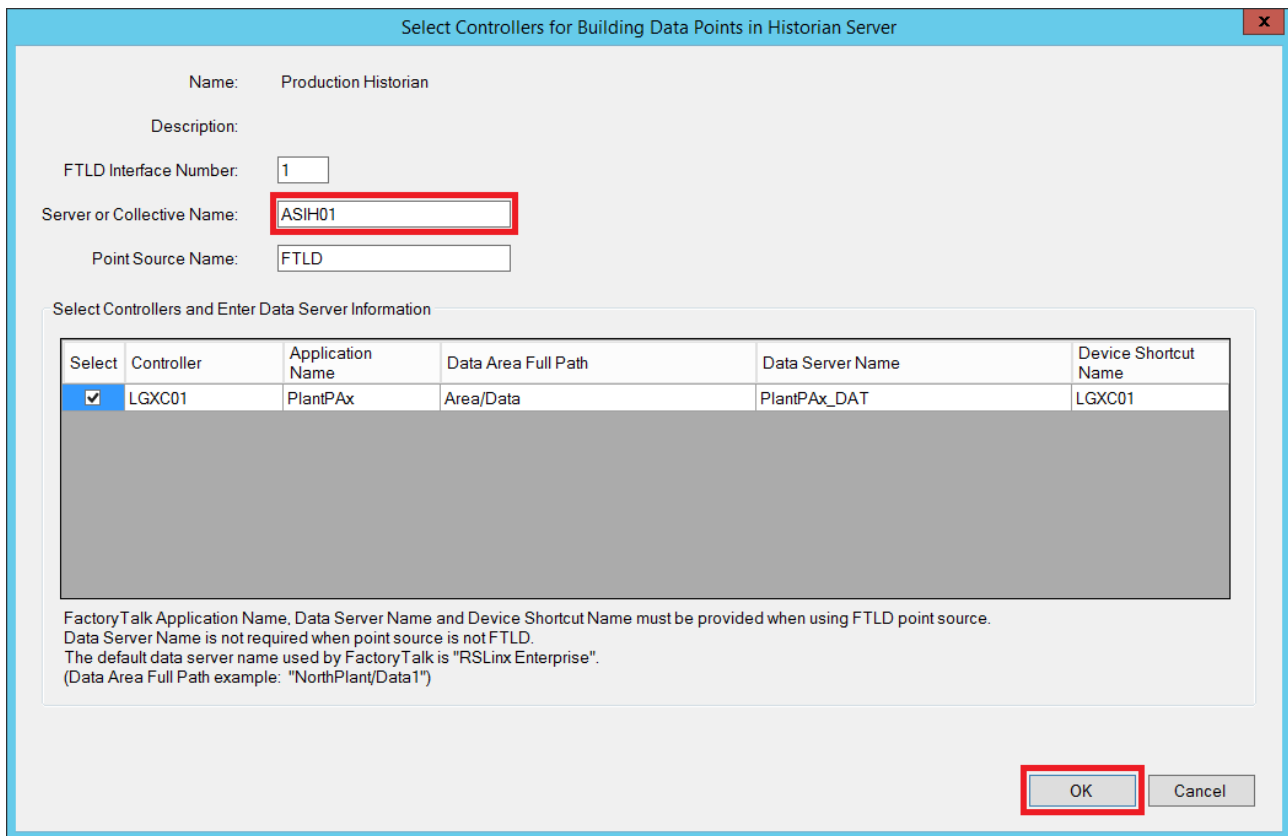 Select Controllers for Building Data Points in Historian Server
x
Name: Production Historian
Description:
FTLD Interface Number: 1
Server or Collective Name: ASIH01
Point Source Name: FTLD
Select Controllers and Enter Data Server Information
Select Controller Application Name Data Area Full Path Data Server Name Device Shortcut Name
LGXC01 PlantPAx Area/Data PlantPAx_DAT LGXC01
FactoryTalk Application Name, Data Server Name and Device Shortcut Name must be provided when using FTLD point source.
Data Server Name is not required when point source is not FTLD.
The default data server name used by FactoryTalk is "RSLinx Enterprise".
(Data Area Full Path example: "NorthPlant/Data1")
OK Cancel